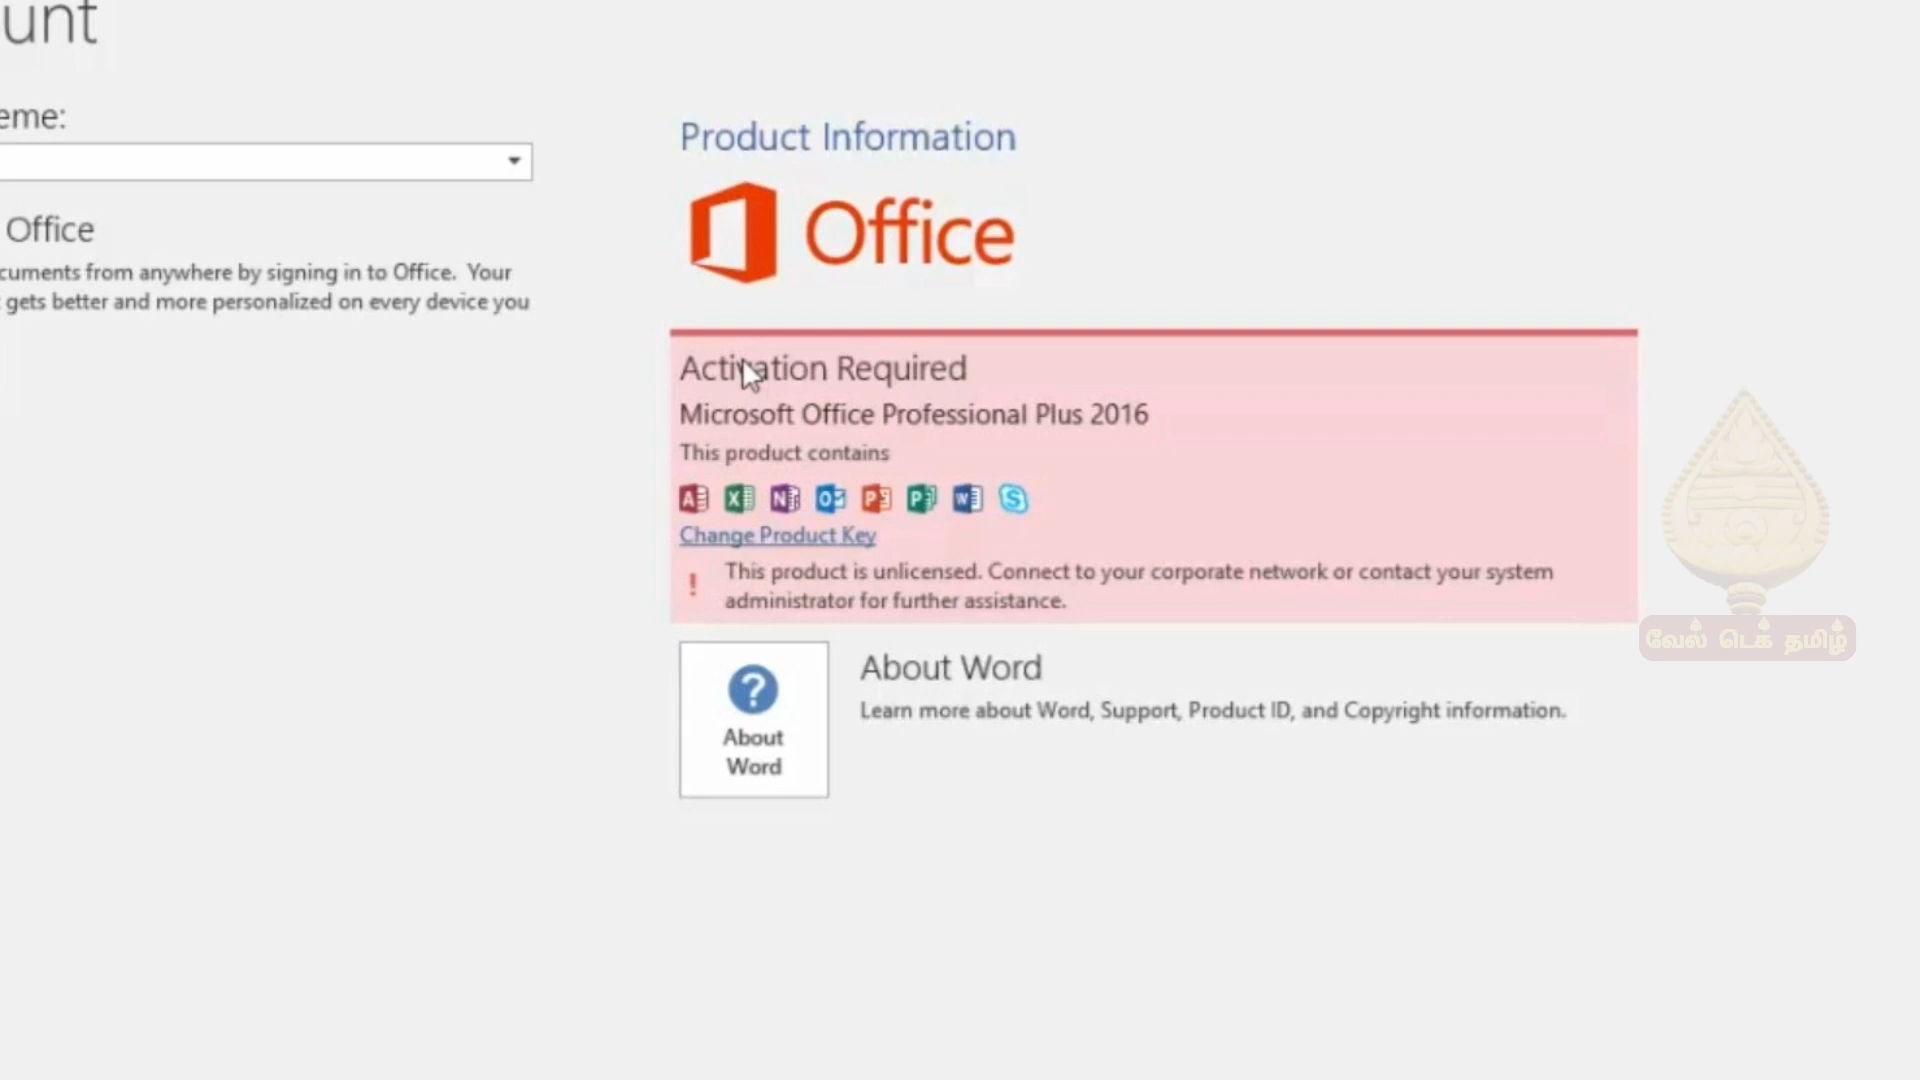 unt
eme:
Office
cuments from anywhere by signing in to Office. Your
gets better and more personalized on every device you
Product Information
Office
Activation Required
Microsoft Office Professional Plus 2016
This product contains
Change Product Key
! This product is unlicensed. Connect to your corporate network or contact your system
administrator for further assistance.
? About
Word
About Word
Learn more about Word, Support, Product ID, and Copyright information.
வேல் டெக் தமிழ்